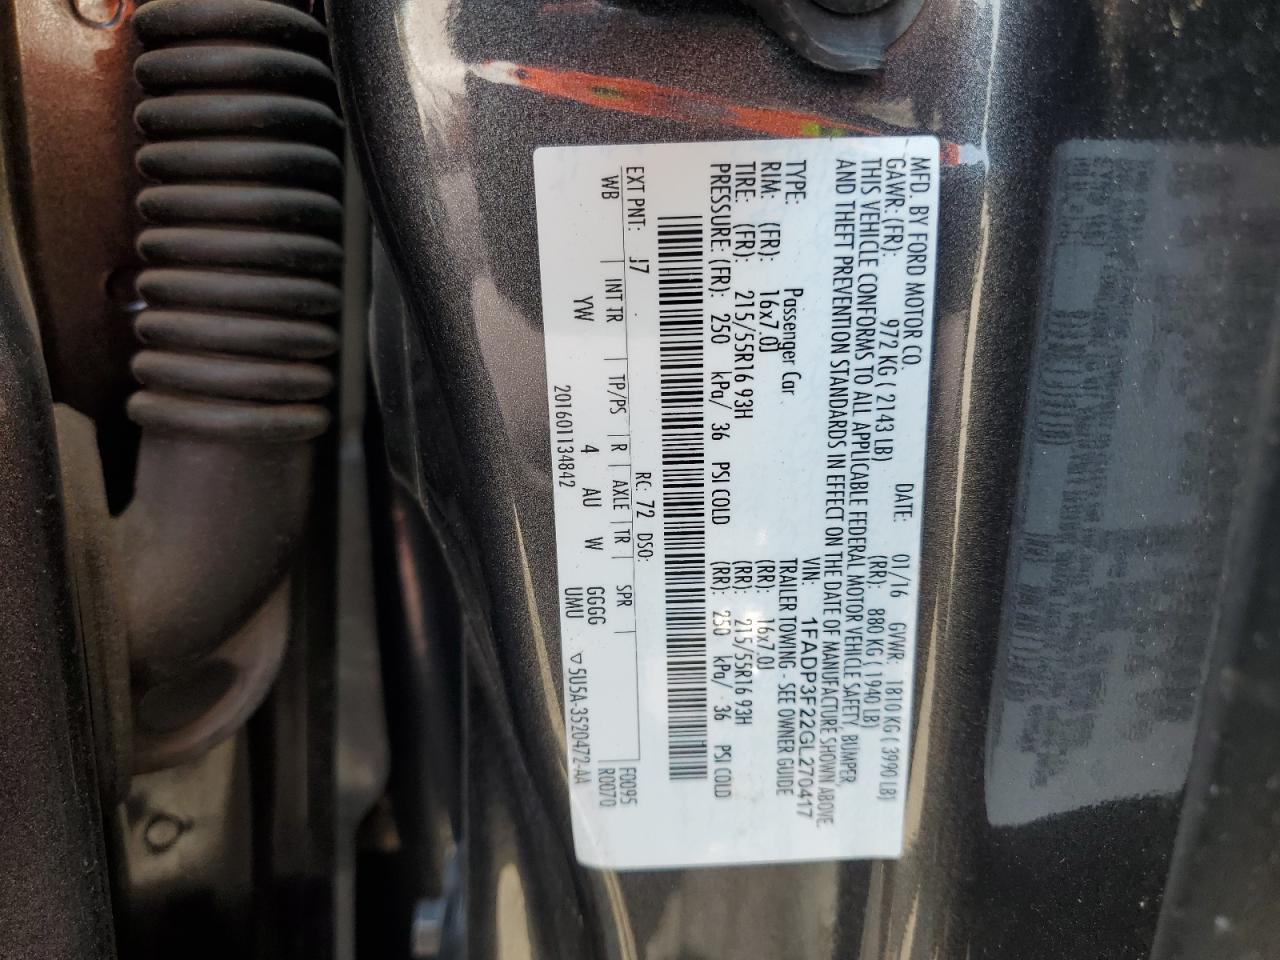 MFD. BY FORD MOTOR CO.
DATE: 01/16 GVWR: 1810 KG ( 3990 LB)
GAWR: (FR): 972 KG ( 2143 LB) (RR): 880 KG ( 1940 LB)
THIS VEHICLE CONFORMS TO ALL APPLICABLE FEDERAL MOTOR VEHICLE SAFETY, BUMPER,
AND THEFT PREVENTION STANDARDS IN EFFECT ON THE DATE OF MANUFACTURE SHOWN ABOVE.
VIN: 1FADP3F22GL270417
TYPE: Passenger Car TRAILER TOWING - SEE OWNER GUIDE
RIM: (FR): 16x7.0J (RR): 16x7.0J
TIRE: (FR): 215/55R16 93H (RR): 215/55R16 93H
PRESSURE: (FR): 250 kPa/ 36 PSI COLD (RR): 250 kPa/ 36 PSI COLD
RC: 72 DSO: F0095
EXT PNT: J7 R0070
WB INT TR TP/PS R AXLE TR SPR
YW 4 AU W GGGG
201601134842 UMU ▽5U5A-3520472-AA